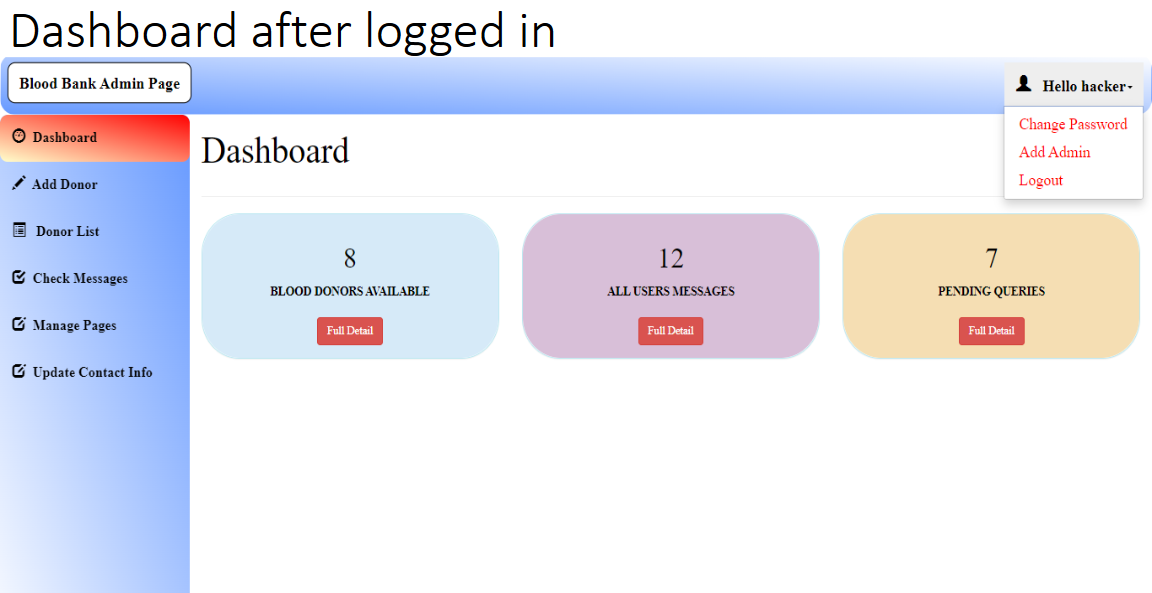 Dashboard after logged in
Blood Bank Admin Page
Hello hacker
Change Password
Add Admin
Logout
Dashboard
Add Donor
Donor List
Check Messages
Manage Pages
Update Contact Info
Dashboard
8
BLOOD DONORS AVAILABLE
Full Detail
12
ALL USERS MESSAGES
Full Detail
7
PENDING QUERIES
Full Detail